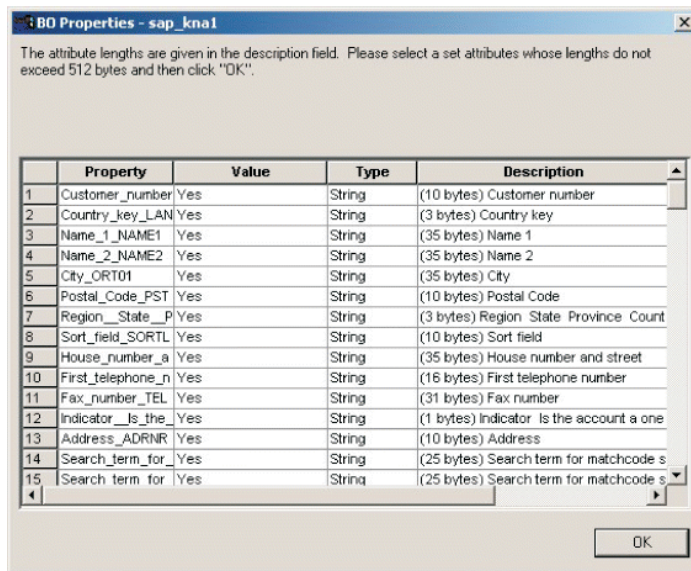 BO Properties - sap_kna1
The attribute lengths are given in the description field. Please select a set attributes whose lengths do not
exceed 512 bytes and then click "OK".
Property Value Type Description
1 Customer_number Yes String (10 bytes) Customer number
2 Country_key_LAN Yes String (3 bytes) Country key
3 Name_1_NAME1 Yes String (35 bytes) Name 1
4 Name_2_NAME2 Yes String (35 bytes) Name 2
5 City_ORT01 Yes String (35 bytes) City
6 Postal_Code_PST Yes String (10 bytes) Postal Code
7 Region__State__P Yes String (3 bytes) Region State Province Count
8 Sort_field_SORTL Yes String (10 bytes) Sort field
9 House_number_a Yes String (35 bytes) House number and street
10 First_telephone_n Yes String (16 bytes) First telephone number
11 Fax_number_TEL Yes String (31 bytes) Fax number
12 Indicator__Is_the_ Yes String (1 bytes) Indicator Is the account a one
13 Address_ADRNR Yes String (10 bytes) Address
14 Search_term_for_ Yes String (25 bytes) Search term for matchcode s
15 Search_term_for_ Yes String (25 bytes) Search term for matchcode s
OK